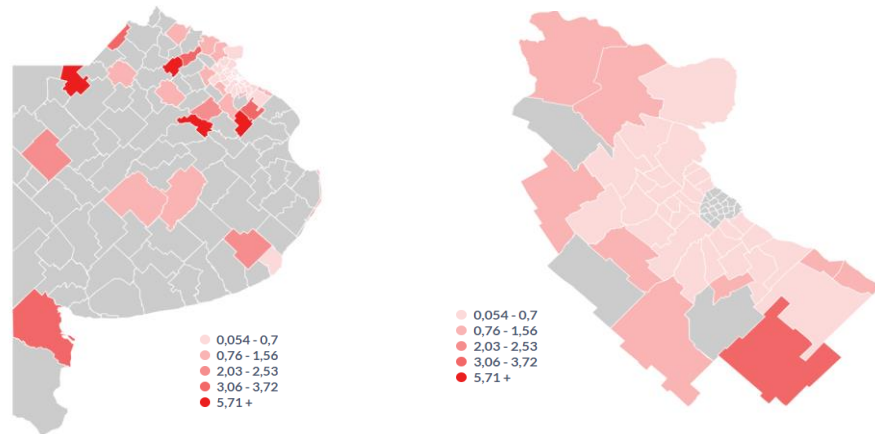 0,054 - 0,7
0,76 - 1,56
2,03 - 2,53
3,06 - 3,72
5,71 +
0,054 - 0,7
0,76 - 1,56
2,03 - 2,53
3,06 - 3,72
5,71 +